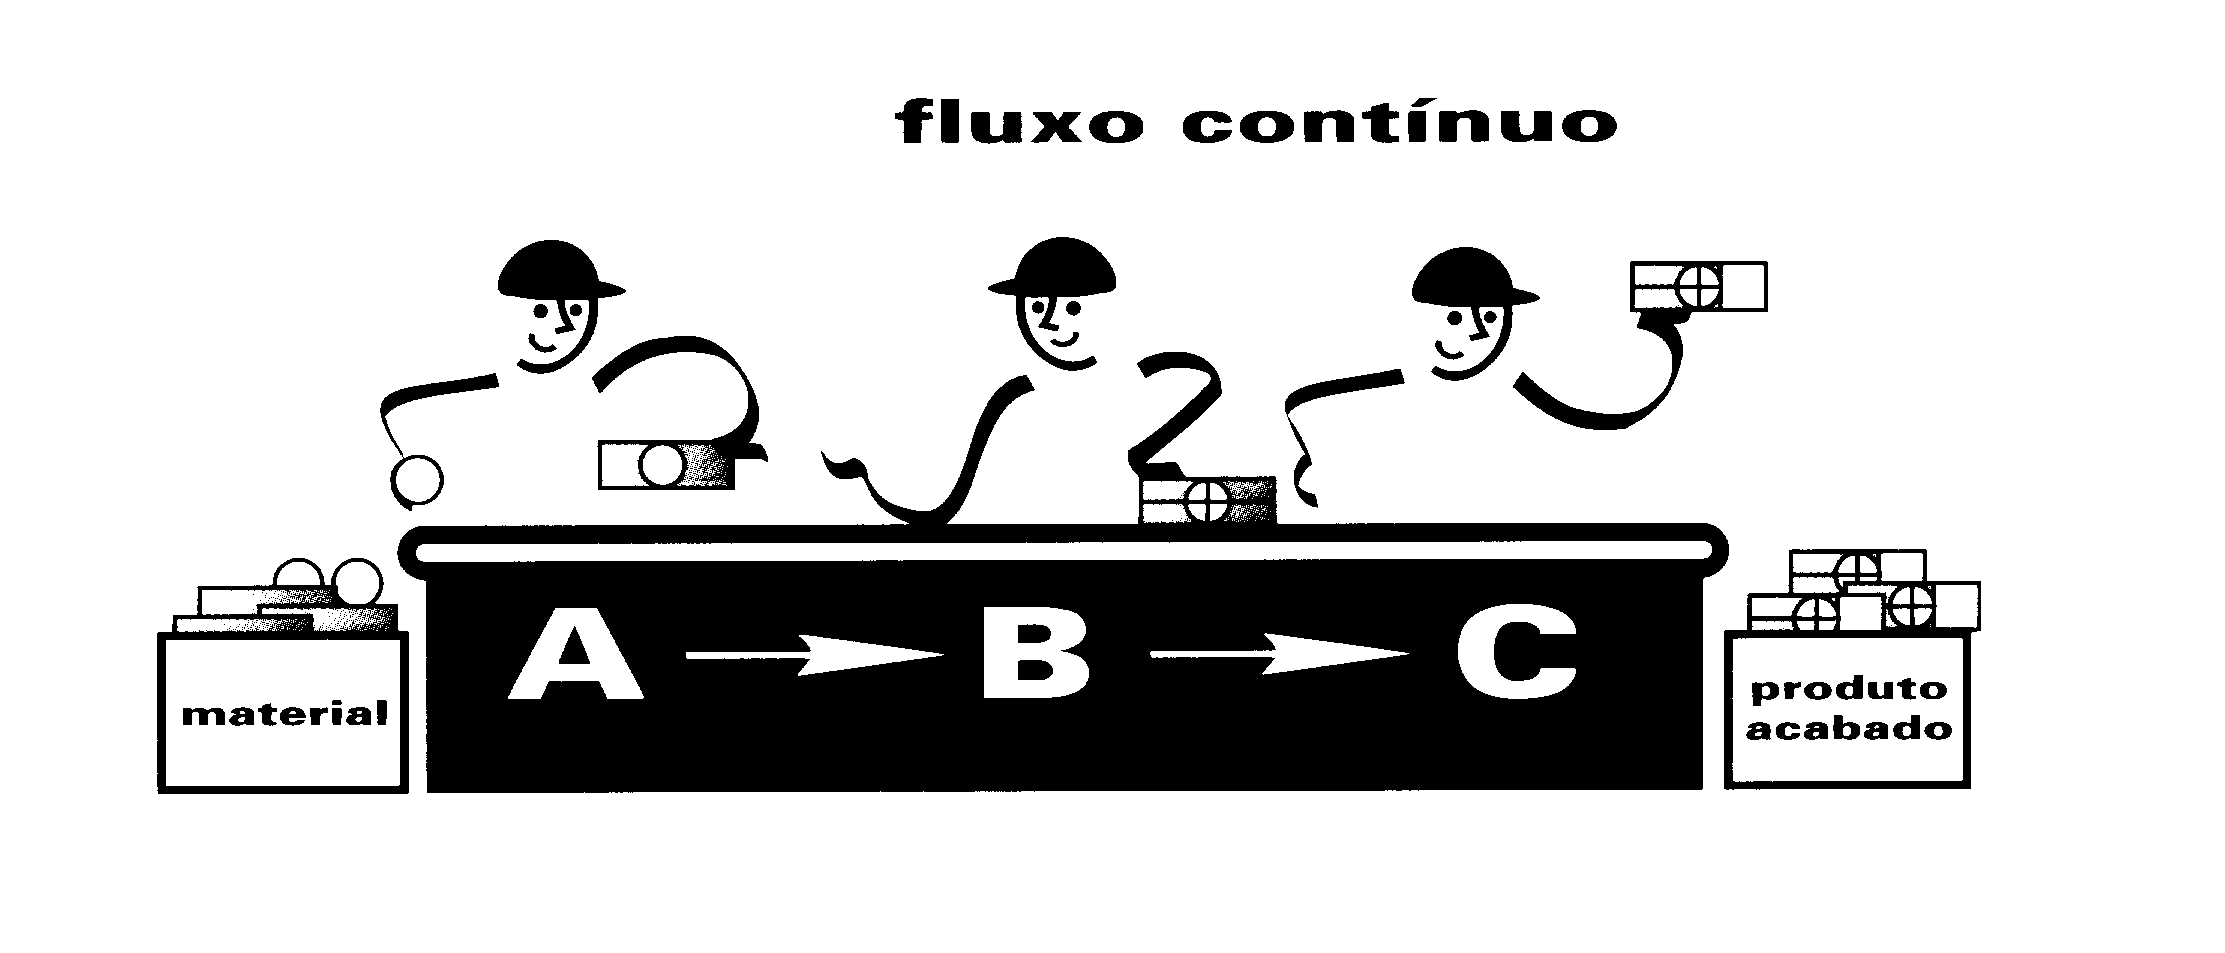 fluxo contínuo
A B C
material
produto
acabado